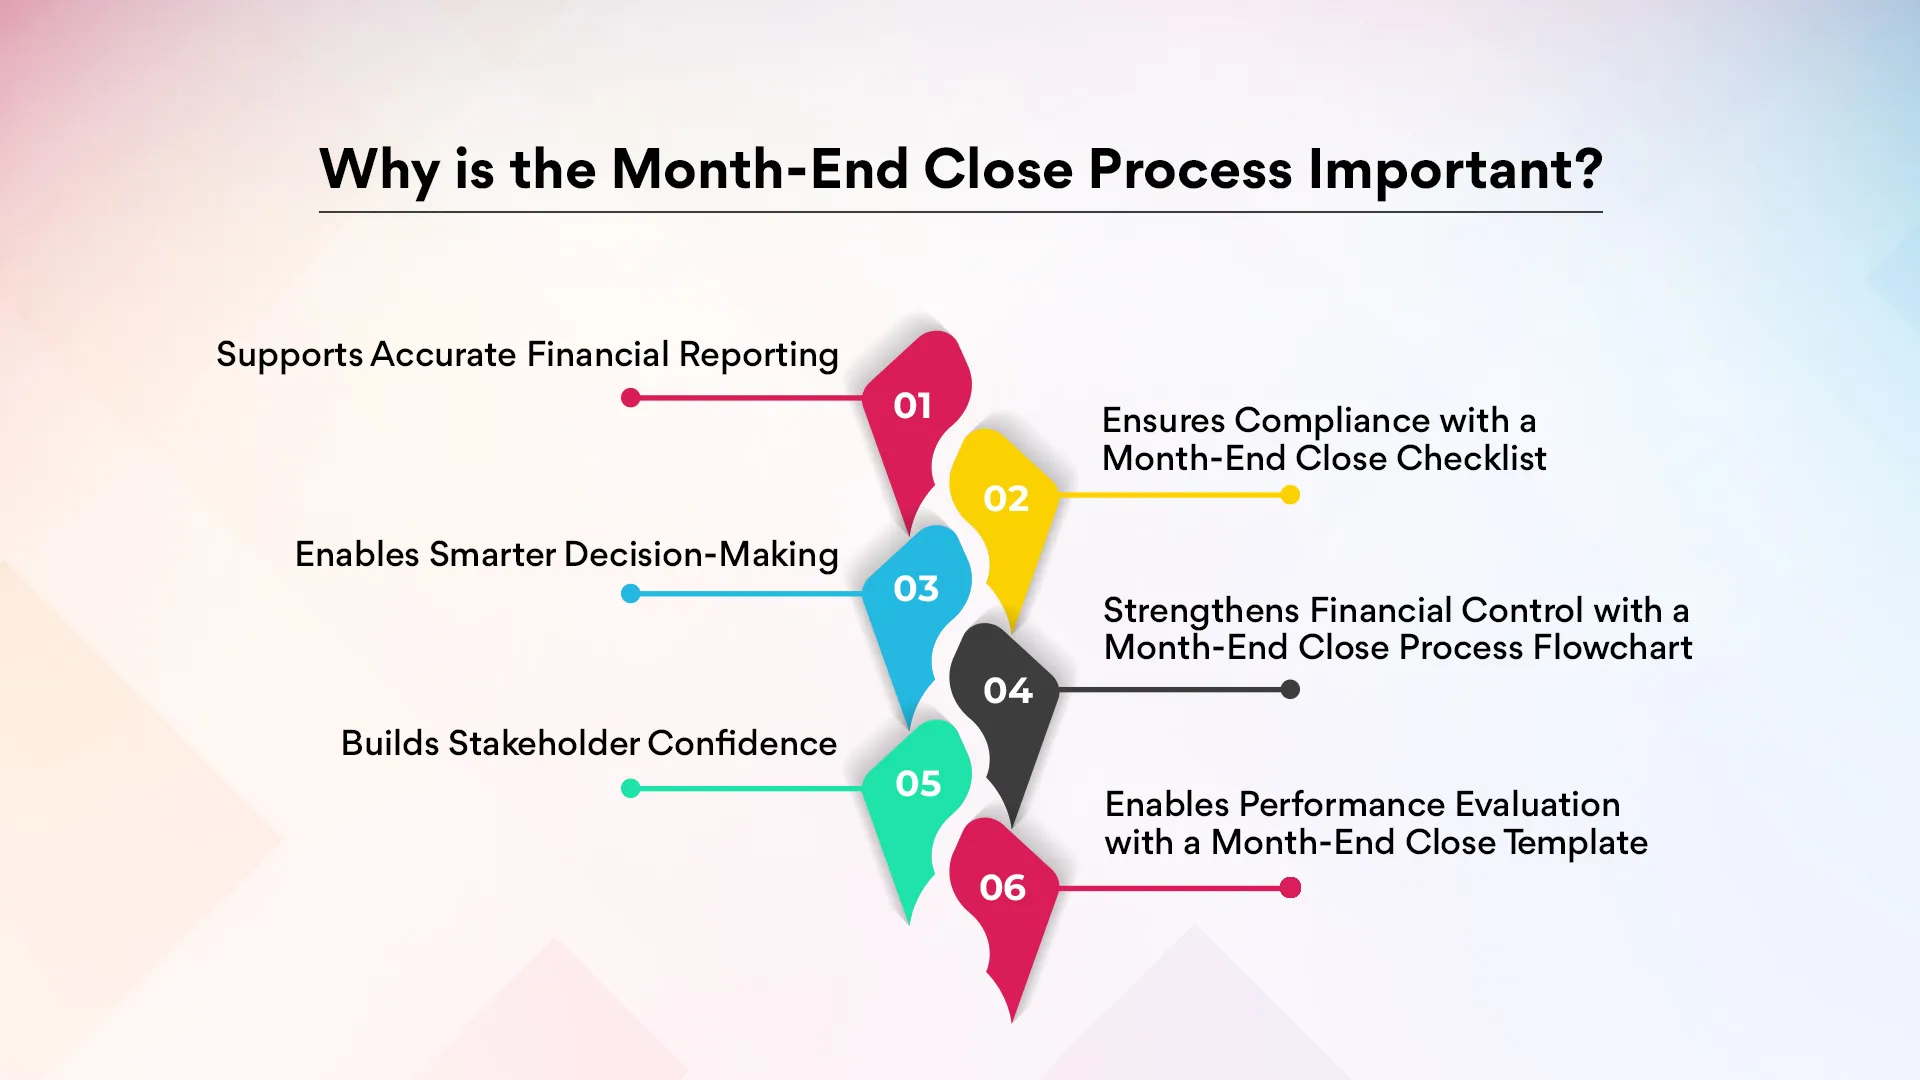 Why is the Month-End Close Process Important?
Supports Accurate Financial Reporting
01
Ensures Compliance with a
Month-End Close Checklist
02
Enables Smarter Decision-Making
03
Strengthens Financial Control with a
Month-End Close Process Flowchart
04
Builds Stakeholder Confidence
05
Enables Performance Evaluation
with a Month-End Close Template
06